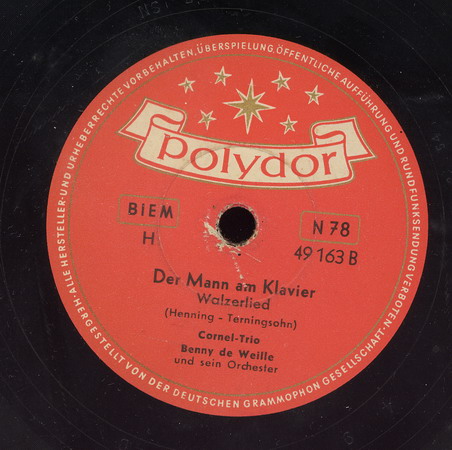 polydor
BIEM
N 78
H
49 163 B
Der Mann am Klavier
Walzerlied
(Henning - Terningsohn)
Cornel-Trio
Benny de Weille
und sein Orchester
ALLE HERSTELLER-UND URHEBERRECHTE VORBEHALTEN, ÜBERSPIELUNG, ÖFFENTLICHE AUFFÜHRUNG UND RUNDFUNKSENDUNG VERBOTEN· HERGESTELLT VON DER DEUTSCHEN GRAMMOPHON GESELLSCHAFT·